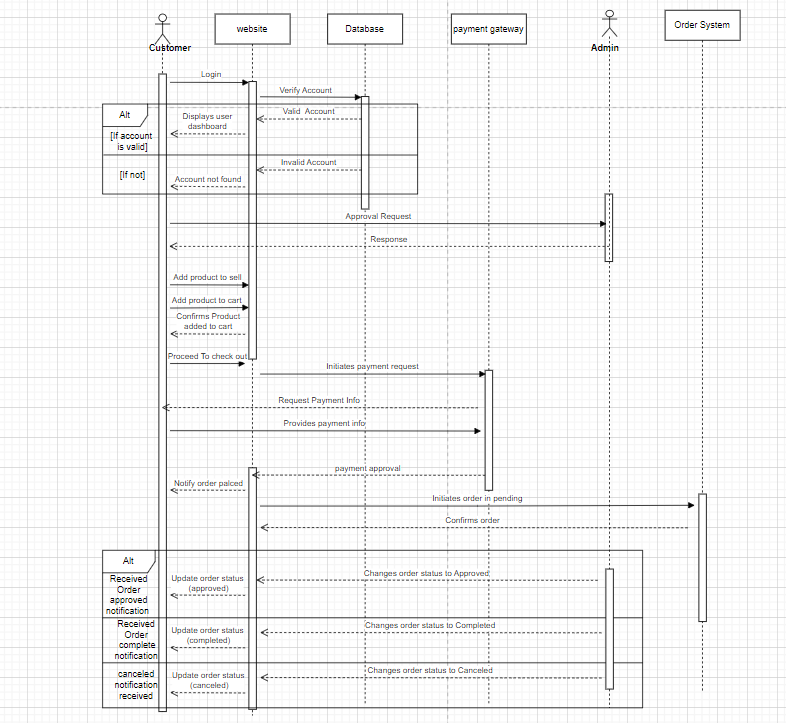 website
Database
payment gateway
Order System
Customer
Admin
Login
Verify Account
Alt
Displays user
dashboard
Valid Account
[If account
is valid]
Invalid Account
[If not]
Account not found
Approval Request
Response
Add product to sell
Add product to cart
Confirms Product
added to cart
Proceed To check out
Initiates payment request
Request Payment Info
Provides payment info
payment approval
Notify order palced
Initiates order in pending
Confirms order
Alt
Received
Order
approved
notification
Update order status
(approved)
Changes order status to Approved
Received
Order
complete
notification
Update order status
(completed)
Changes order status to Completed
canceled
notification
received
Update order status
(canceled)
Changes order status to Canceled